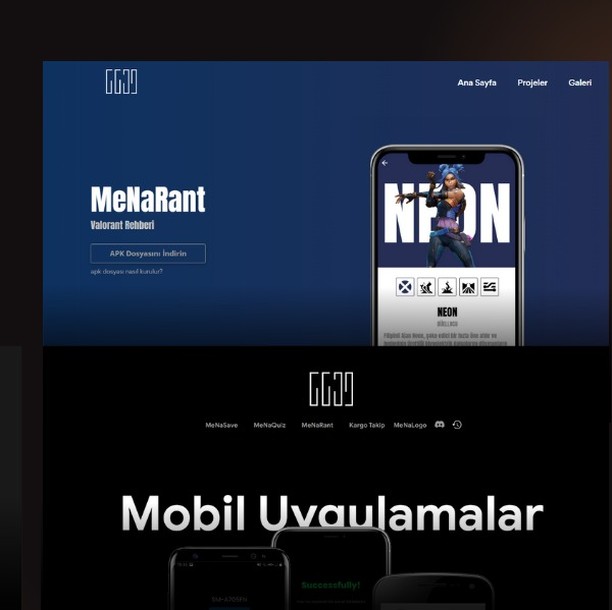 Ana Sayfa Projeler Galeri
MeNaRant
Valorant Rehberi
APK Dosyasını İndirin
apk dosyası nasıl kurulur?
NEON
NEON
DÜELLOCU
MeNaSave MeNaQuiz MeNaRant Kargo Takip MeNaLogo
Mobil Uygulamalar
Successfully!